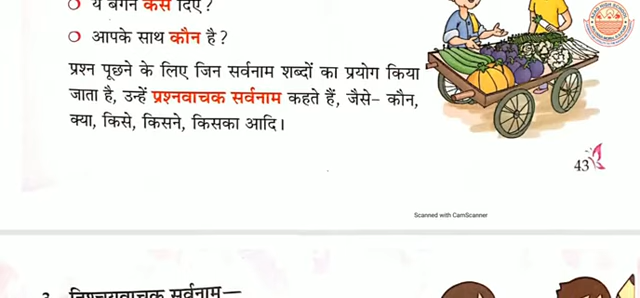 ये बैंगन कैसे दिए?
आपके साथ कौन है?
प्रश्न पूछने के लिए जिन सर्वनाम शब्दों का प्रयोग किया
जाता है, उन्हें प्रश्नवाचक सर्वनाम कहते हैं, जैसे– कौन,
क्या, किसे, किसने, किसका आदि।
43
Scanned with CamScanner
निश्चयवाचक सर्वनाम—